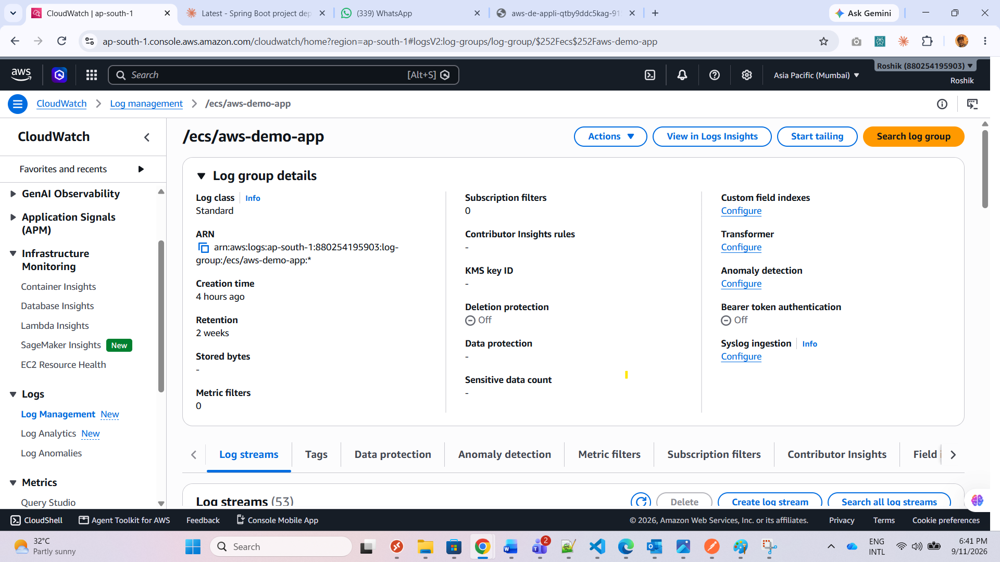 CloudWatch | ap-south-1
Latest - Spring Boot project dep
(339) WhatsApp
aws-de-appli-qtby9ddc5kag-91
Ask Gemini
ap-south-1.console.aws.amazon.com/cloudwatch/home?region=ap-south-1#logsV2:log-groups/log-group/$252Fecs$252Faws-demo-app
aws
Search
[Alt+S]
Asia Pacific (Mumbai)
Roshik (880254195903)
Roshik
CloudWatch
Log management
/ecs/aws-demo-app
CloudWatch
Favorites and recents
GenAI Observability
Application Signals
(APM)
Infrastructure
Monitoring
Container Insights
Database Insights
Lambda Insights
SageMaker Insights New
EC2 Resource Health
Logs
Log Management New
Log Analytics New
Log Anomalies
Metrics
Query Studio
/ecs/aws-demo-app
Actions
View in Logs Insights
Start tailing
Search log group
Log group details
Log class Info
Standard
ARN
arn:aws:logs:ap-south-1:880254195903:log-
group:/ecs/aws-demo-app:*
Creation time
4 hours ago
Retention
2 weeks
Stored bytes
-
Metric filters
0
Subscription filters
0
Contributor Insights rules
-
KMS key ID
-
Deletion protection
Off
Data protection
-
Sensitive data count
-
Custom field indexes
Configure
Transformer
Configure
Anomaly detection
Configure
Bearer token authentication
Off
Syslog ingestion Info
Configure
Log streams
Tags
Data protection
Anomaly detection
Metric filters
Subscription filters
Contributor Insights
Field
Log streams (53)
Delete
Create log stream
Search all log streams
CloudShell
Agent Toolkit for AWS
Feedback
Console Mobile App
© 2026, Amazon Web Services, Inc. or its affiliates.
Privacy
Terms
Cookie preferences
32°C
Partly sunny
Search
2
ENG
INTL
6:41 PM
9/11/2026